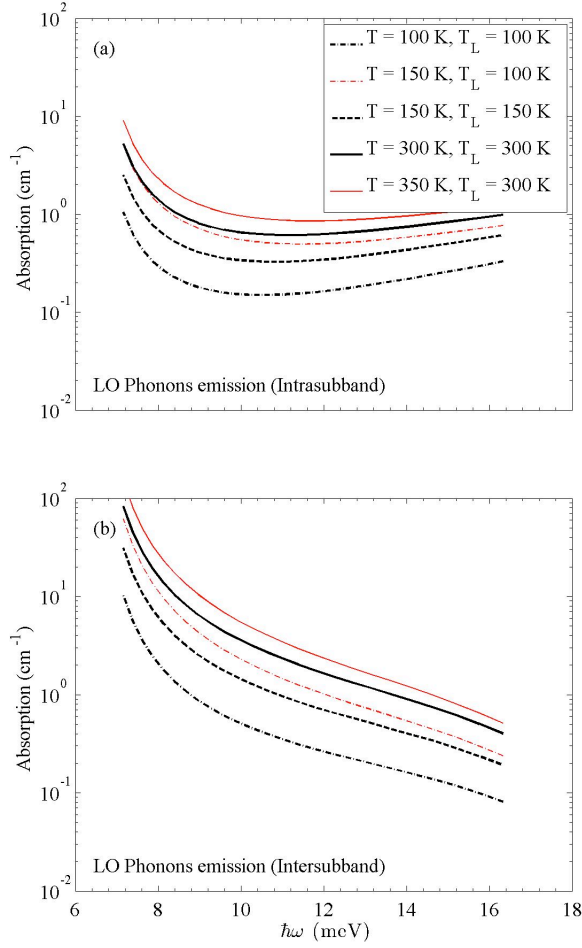 10^2
(a)
T = 100 K, T_L = 100 K
T = 150 K, T_L = 100 K
T = 150 K, T_L = 150 K
T = 300 K, T_L = 300 K
T = 350 K, T_L = 300 K
10^1
10^0
10^-1
10^-2
Absorption (cm^-1)
LO Phonons emission (Intrasubband)
10^2
(b)
10^1
10^0
10^-1
10^-2
Absorption (cm^-1)
LO Phonons emission (Intersubband)
6 8 10 12 14 16 18
ℏω (meV)